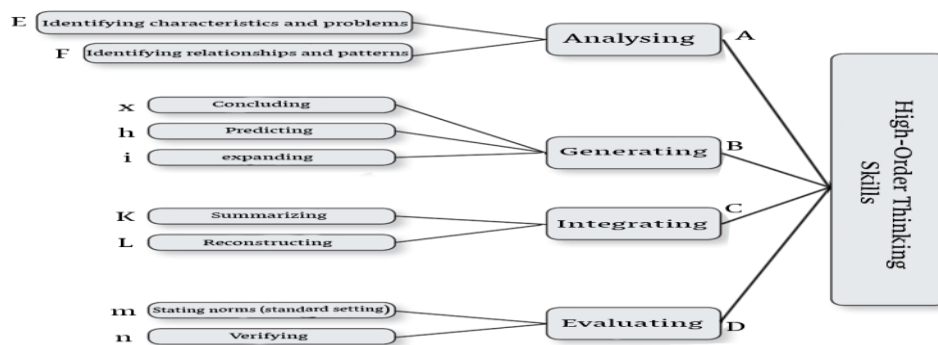 E Identifying characteristics and problems
F Identifying relationships and patterns
Analysing A
x Concluding
h Predicting
i expanding
Generating B
K Summarizing
L Reconstructing
Integrating C
m Stating norms (standard setting)
n Verifying
Evaluating D
High-Order Thinking
Skills